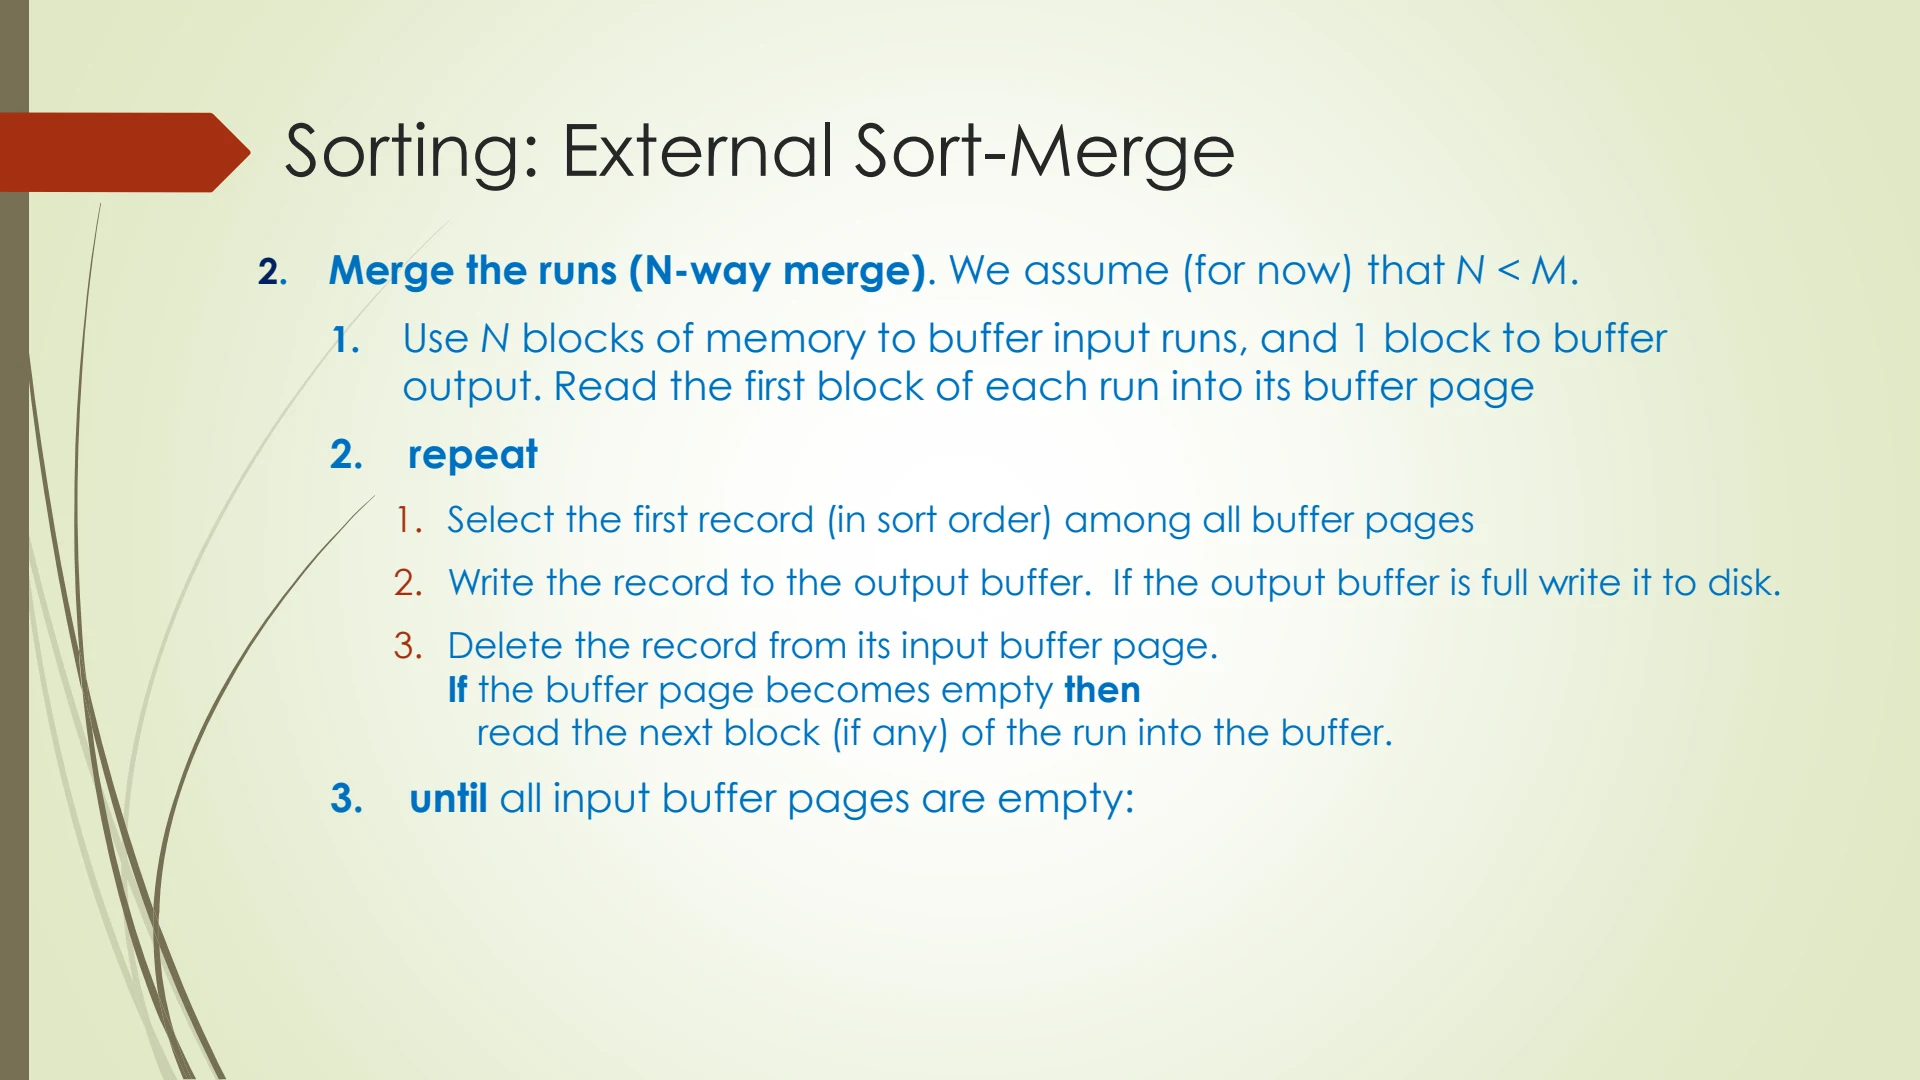 Sorting: External Sort-Merge
2. Merge the runs (N-way merge). We assume (for now) that N < M.
1. Use N blocks of memory to buffer input runs, and 1 block to buffer
output. Read the first block of each run into its buffer page
2. repeat
1. Select the first record (in sort order) among all buffer pages
2. Write the record to the output buffer.  If the output buffer is full write it to disk.
3. Delete the record from its input buffer page.
If the buffer page becomes empty then
read the next block (if any) of the run into the buffer.
3. until all input buffer pages are empty: